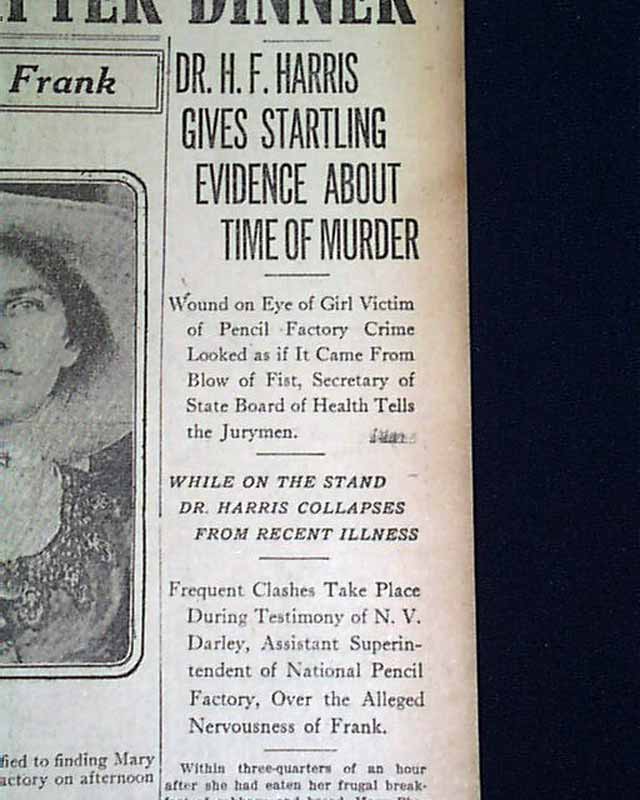 DINNER
Frank
DR. H. F. HARRIS
GIVES STARTLING
EVIDENCE ABOUT
TIME OF MURDER
Wound on Eye of Girl Victim
of Pencil Factory Crime
Looked as if It Came From
Blow of Fist, Secretary of
State Board of Health Tells
the Jurymen.
WHILE ON THE STAND
DR. HARRIS COLLAPSES
FROM RECENT ILLNESS
Frequent Clashes Take Place
During Testimony of N. V.
Darley, Assistant Superin-
tendent of National Pencil
Factory, Over the Alleged
Nervousness of Frank.
fied to finding Mary
actory on afternoon
Within three-quarters of an hour
after she had eaten her frugal break-